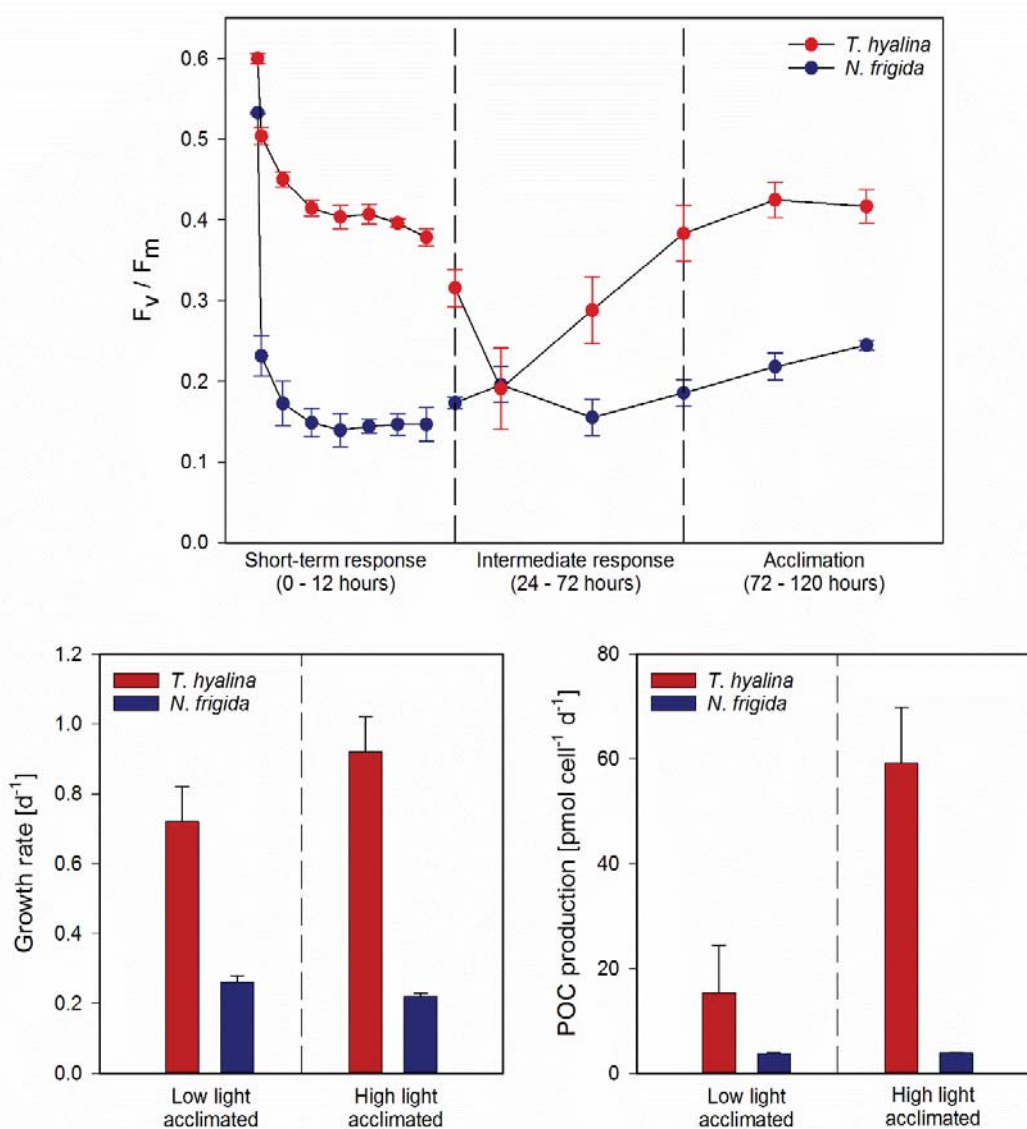 T. hyalina
N. frigida
0.6
0.5
0.4
0.3
0.2
0.1
0.0
Fv / Fm
Short-term response
(0 - 12 hours)
Intermediate response
(24 - 72 hours)
Acclimation
(72 - 120 hours)
T. hyalina
N. frigida
1.2
1.0
0.8
0.6
0.4
0.2
0.0
Growth rate [d⁻¹]
Low light
acclimated
High light
acclimated
T. hyalina
N. frigida
80
60
40
20
0
POC production [pmol cell⁻¹ d⁻¹]
Low light
acclimated
High light
acclimated